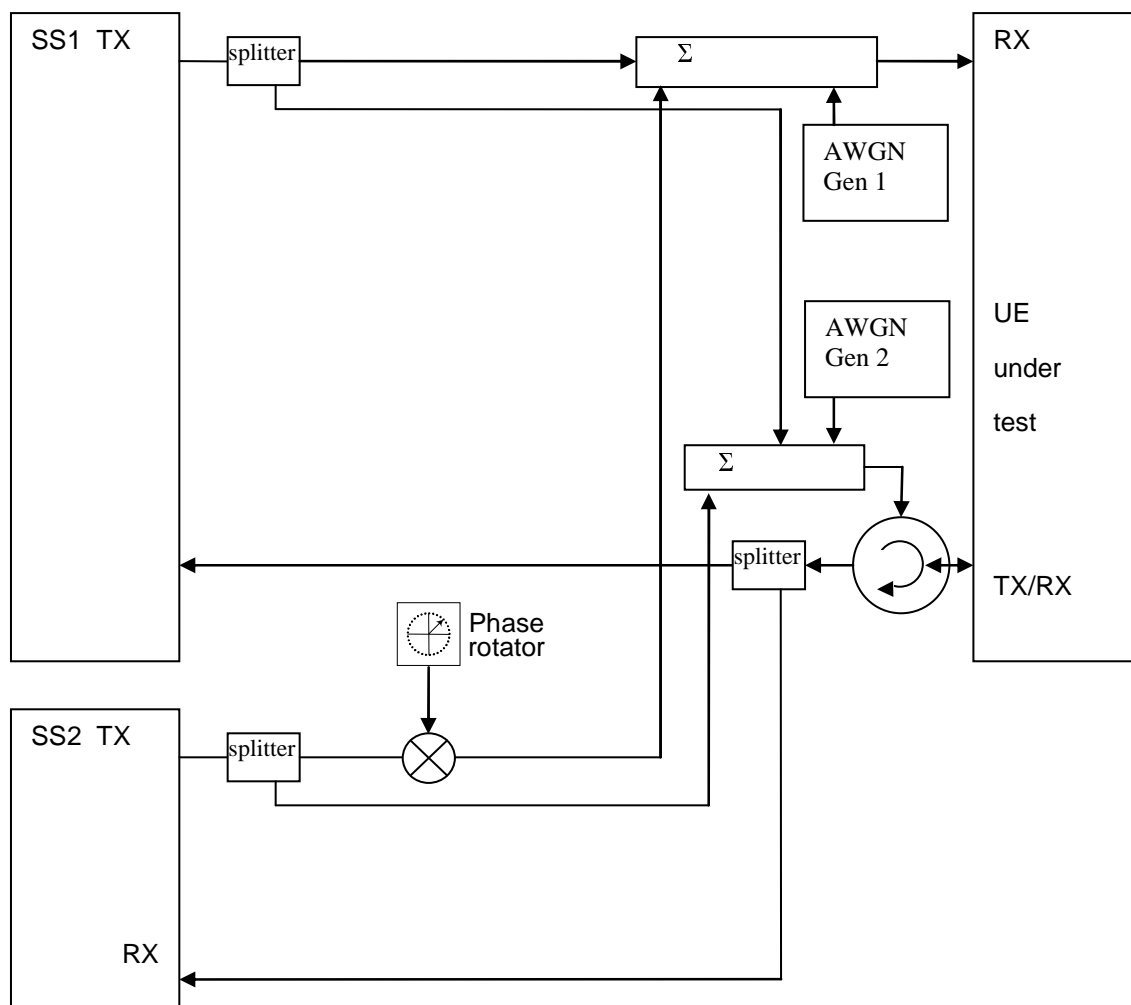 SS1 TX
splitter
Σ
RX
AWGN
Gen 1
AWGN
Gen 2
UE
under
test
Σ
splitter
TX/RX
Phase
rotator
SS2 TX
splitter
RX